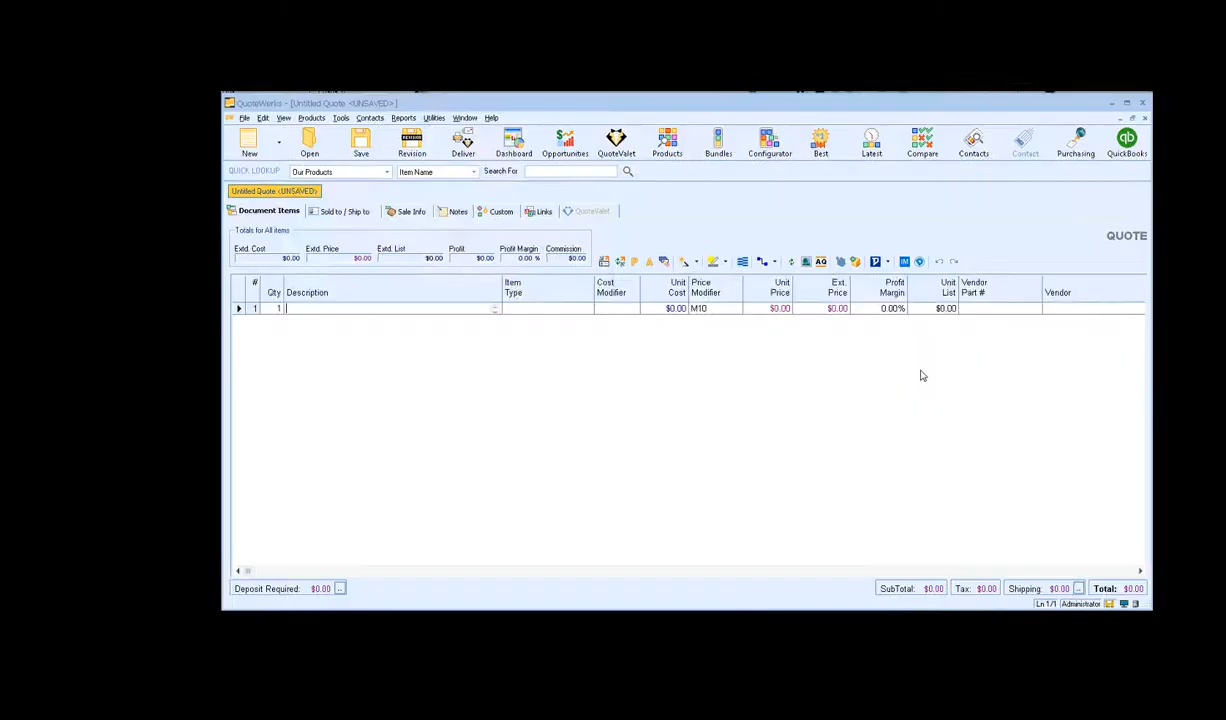 QuoteWerks - [Untitled Quote <UNSAVED>]
File Edit View Products Tools Contacts Reports Utilities Window Help
New Open Save Revision Deliver Dashboard Opportunities QuoteValet Products Bundles Configurator Best Latest Compare Contacts Contact Purchasing QuickBooks
QUICK LOOKUP Our Products Item Name Search For
Untitled Quote <UNSAVED>
Document Items Sold to / Ship to Sale Info Notes Custom Links QuoteValet
Totals for All items
QUOTE
Extd. Cost Extd. Price Extd. List Profit Profit Margin Commission
$0.00 $0.00 $0.00 $0.00 0.00 % $0.00
# Qty Description Item Type Cost Modifier Unit Cost Price Modifier Unit Price Ext. Price Profit Margin Unit List Vendor Part # Vendor
1 1 $0.00 M10 $0.00 $0.00 0.00% $0.00
Deposit Required: $0.00 SubTotal: $0.00 Tax: $0.00 Shipping: $0.00 Total: $0.00
Ln 1/1 Administrator